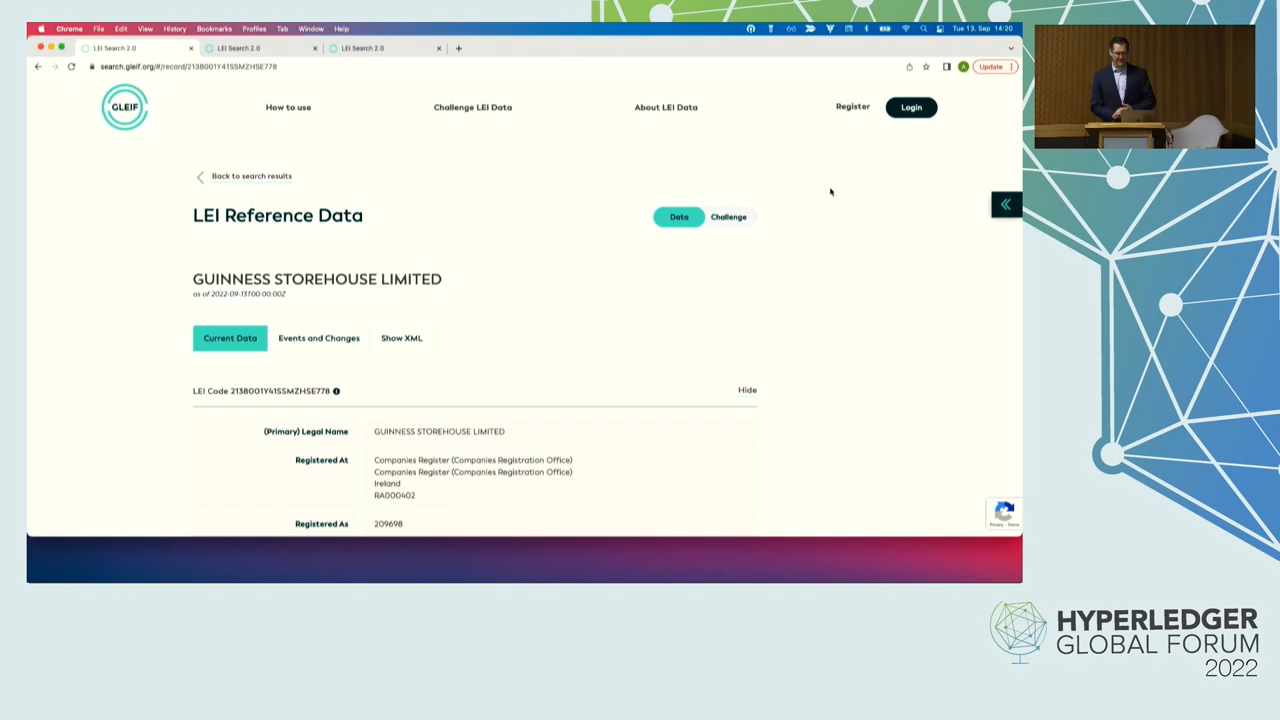 Chrome File Edit View History Bookmarks Profiles Tab Window Help Tue 13. Sep 14:20
LEI Search 2.0 LEI Search 2.0 LEI Search 2.0
search.gleif.org/#/record/2138001Y41SSMZHSE778 Update
GLEIF How to use Challenge LEI Data About LEI Data Register Login
Back to search results
LEI Reference Data Data Challenge
GUINNESS STOREHOUSE LIMITED
as of 2022-09-13T00:00:00Z
Current Data Events and Changes Show XML
LEI Code 2138001Y41SSMZHSE778 Hide
(Primary) Legal Name GUINNESS STOREHOUSE LIMITED
Registered At Companies Register (Companies Registration Office)
Companies Register (Companies Registration Office)
Ireland
RA000402
Privacy - Terms
Registered As 209698
HYPERLEDGER
GLOBAL FORUM
2022